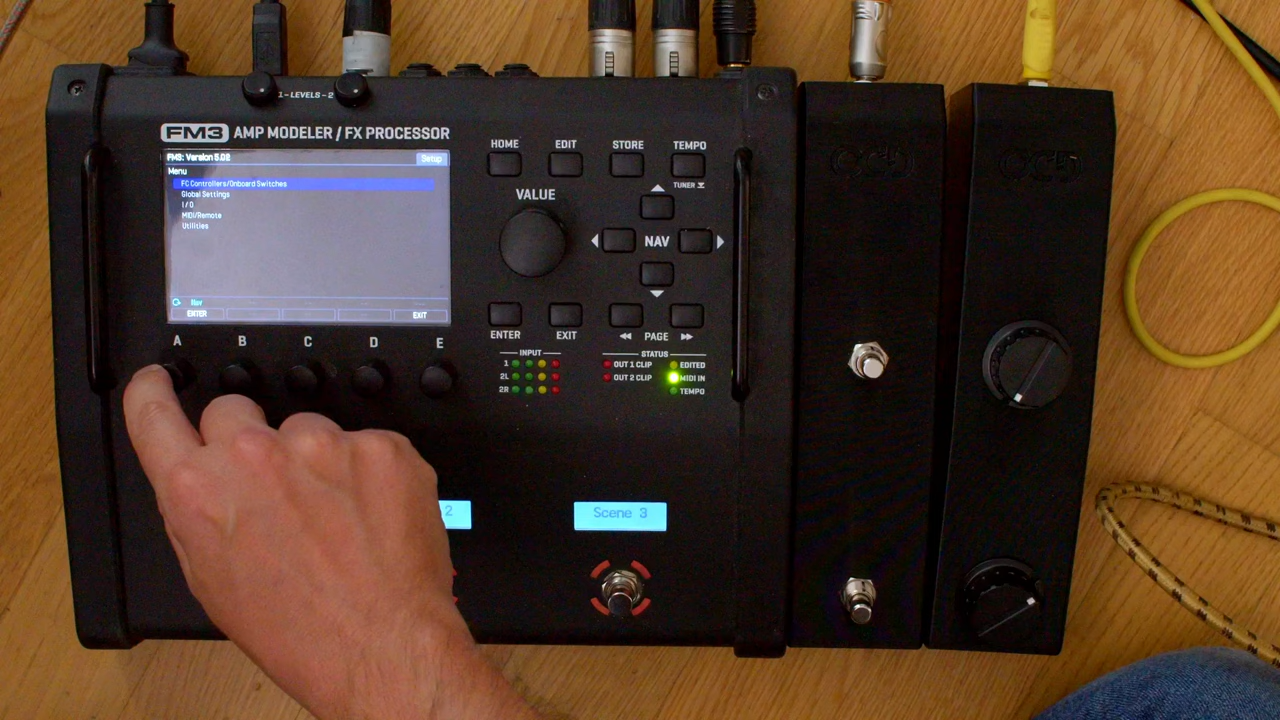 1 - LEVELS - 2
FM3 AMP MODELER / FX PROCESSOR
FM3: Version 5.02
Setup
Menu
FC Controllers/Onboard Switches
Global Settings
I/O
MIDI/Remote
Utilities
Nav
ENTER
EXIT
A B C D E
HOME EDIT STORE TEMPO
TUNER
VALUE
NAV
ENTER EXIT PAGE
INPUT
1
2L
2R
STATUS
OUT 1 CLIP EDITED
OUT 2 CLIP MIDI IN
TEMPO
2
Scene 3